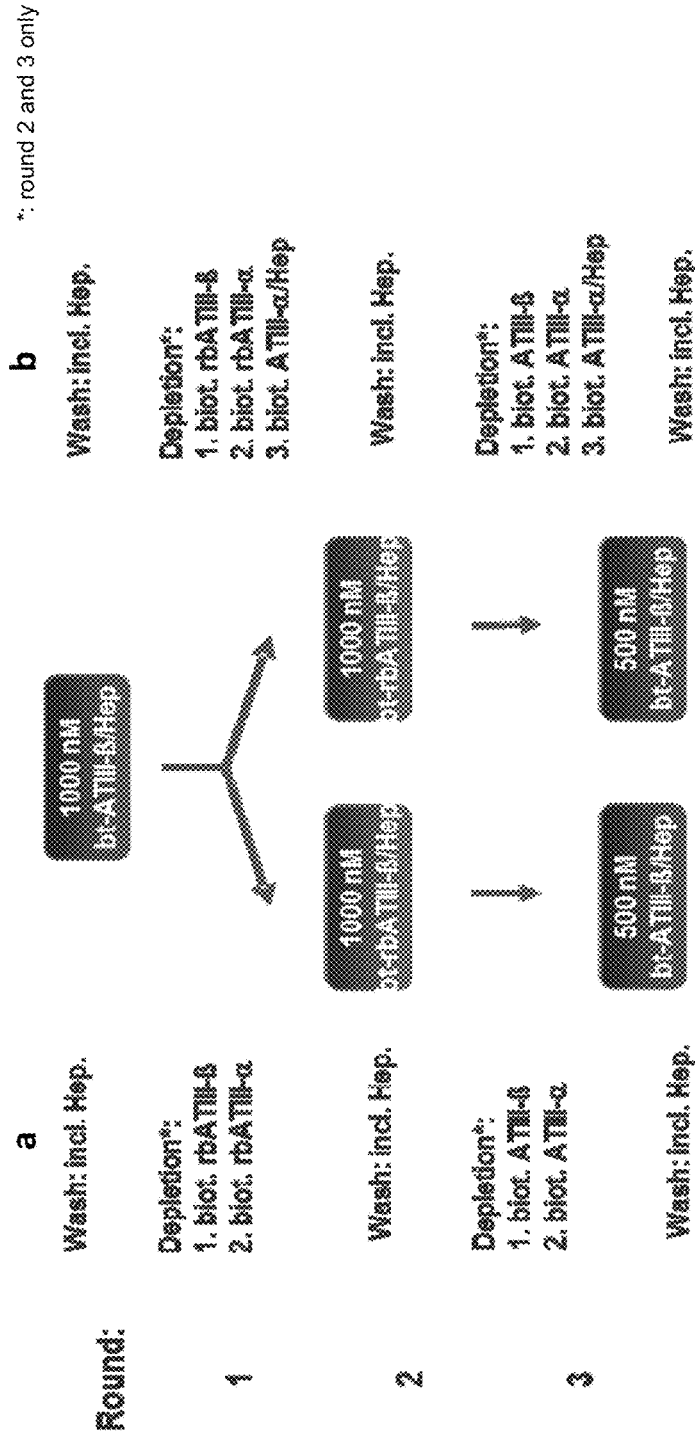 *: round 2 and 3 only
a
b
Round:
1
2
3
Wash: incl. Hep.
Depletion*:
1. biot. rbATIII-ß
2. biot. rbATIII-α
Wash: incl. Hep.
Depletion*:
1. biot. ATIII-ß
2. biot. ATIII-α
Wash: incl. Hep.
1000 nM
bt-ATIII-ß/Hep
1000 nM
bt-rbATIII-ß/Hep
1000 nM
bt-rbATIII-ß/Hep
500 nM
bt-ATIII-ß/Hep
500 nM
bt-ATIII-ß/Hep
Wash: incl. Hep.
Depletion*:
1. biot. rbATIII-ß
2. biot. rbATIII-α
3. biot. ATIII-α/Hep
Wash: incl. Hep.
Depletion*:
1. biot. ATIII-ß
2. biot. ATIII-α
3. biot. ATIII-α/Hep
Wash: incl. Hep.